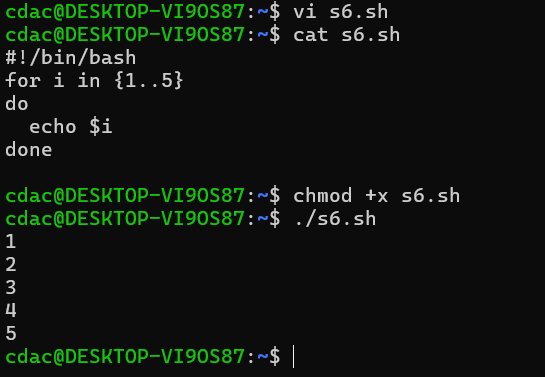 cdac@DESKTOP-VI9OS87:~$ vi s6.sh
cdac@DESKTOP-VI9OS87:~$ cat s6.sh
#!/bin/bash
for i in {1..5}
do
  echo $i
done

cdac@DESKTOP-VI9OS87:~$ chmod +x s6.sh
cdac@DESKTOP-VI9OS87:~$ ./s6.sh
1
2
3
4
5
cdac@DESKTOP-VI9OS87:~$